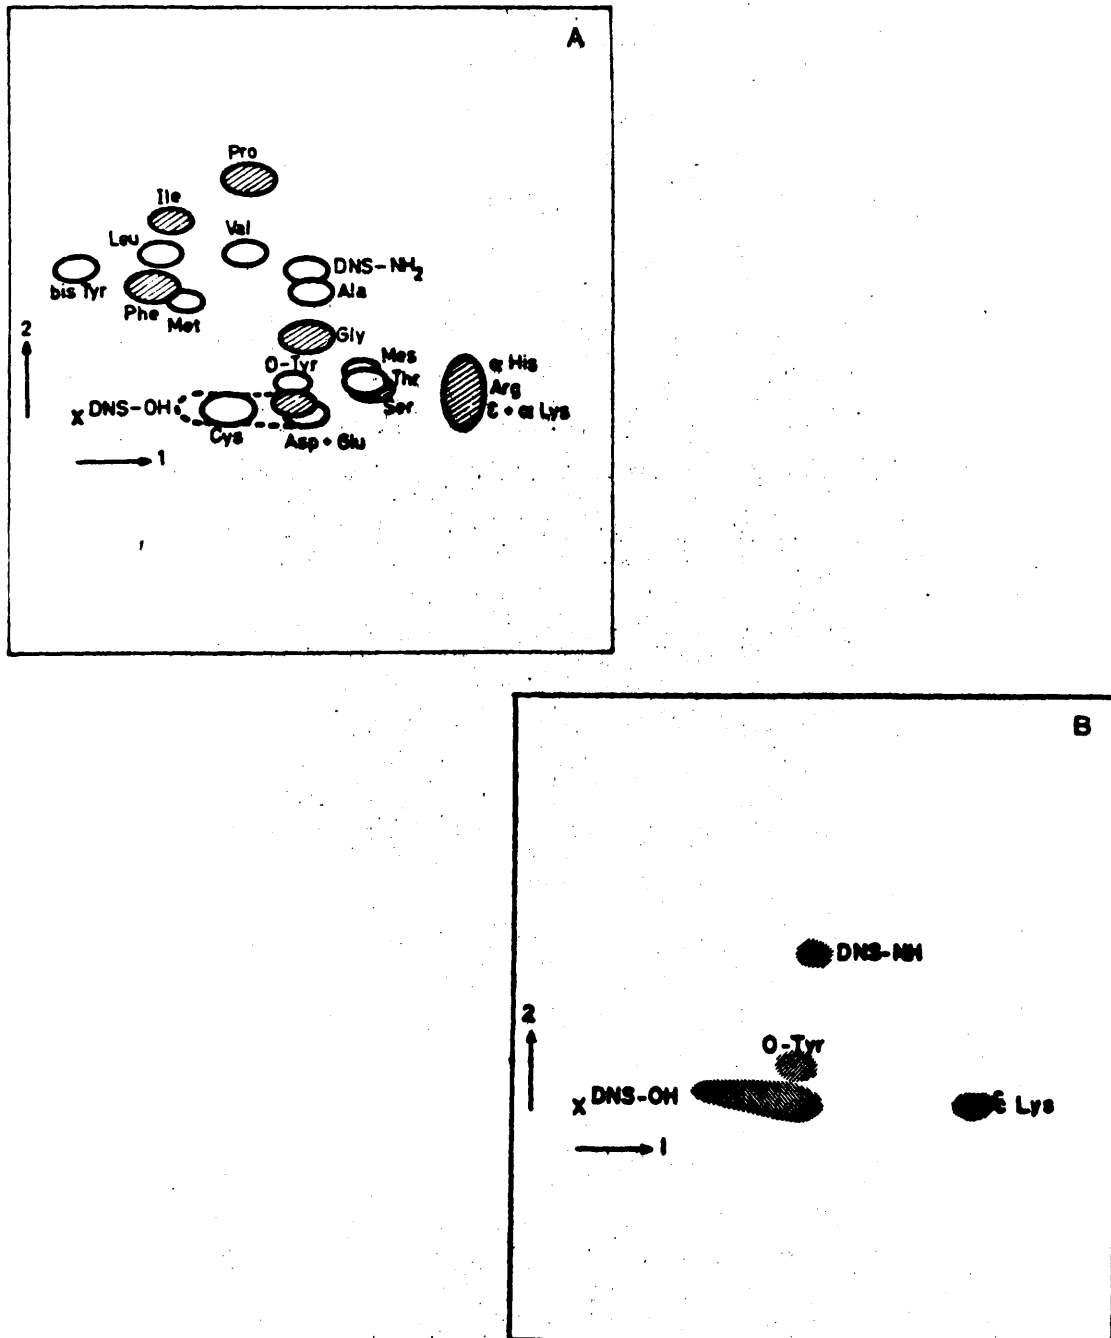 A
Pro
Ile
Leu
Val
bis Tyr
DNS-NH2
Ala
Phe
Met
2
Gly
O-Tyr
Mes
Thr
Ser
α His
Arg
ε + α Lys
X DNS-OH
Cys
Asp + Glu
1
B
DNS-NH
2
O-Tyr
X DNS-OH
ε Lys
1